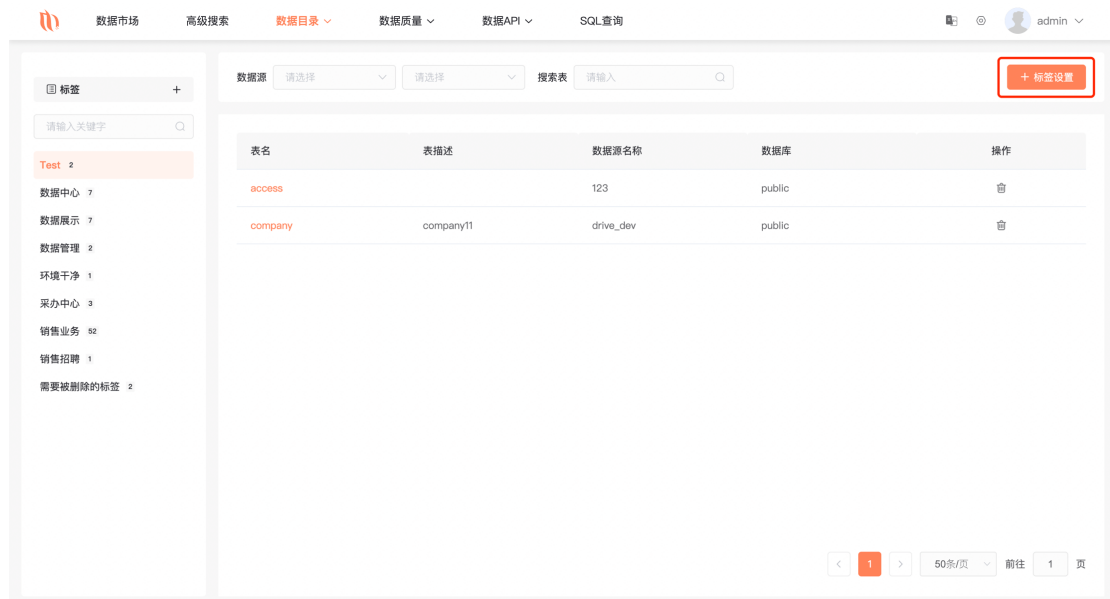 数据市场 高级搜索 数据目录 数据质量 数据API SQL查询 admin
标签 +
请输入关键字
Test 2
数据中心 7
数据展示 7
数据管理 2
环境干净 1
采办中心 3
销售业务 52
销售招聘 1
需要被删除的标签 2
数据源 请选择 请选择 搜索表 请输入 + 标签设置
表名 表描述 数据源名称 数据库 操作
access 123 public
company company11 drive_dev public
< 1 > 50条/页 前往 1 页